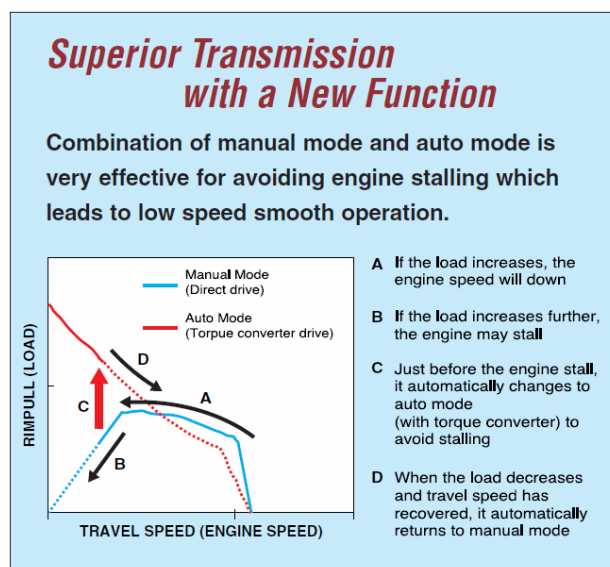 Superior Transmission
with a New Function
Combination of manual mode and auto mode is
very effective for avoiding engine stalling which
leads to low speed smooth operation.
RIMPULL (LOAD)
Manual Mode
(Direct drive)
Auto Mode
(Torpue converter drive)
D
A
C
B
TRAVEL SPEED (ENGINE SPEED)
A If the load increases, the
engine speed will down
B If the load increases further,
the engine may stall
C Just before the engine stall,
it automatically changes to
auto mode
(with torque converter) to
avoid stalling
D When the load decreases
and travel speed has
recovered, it automatically
returns to manual mode